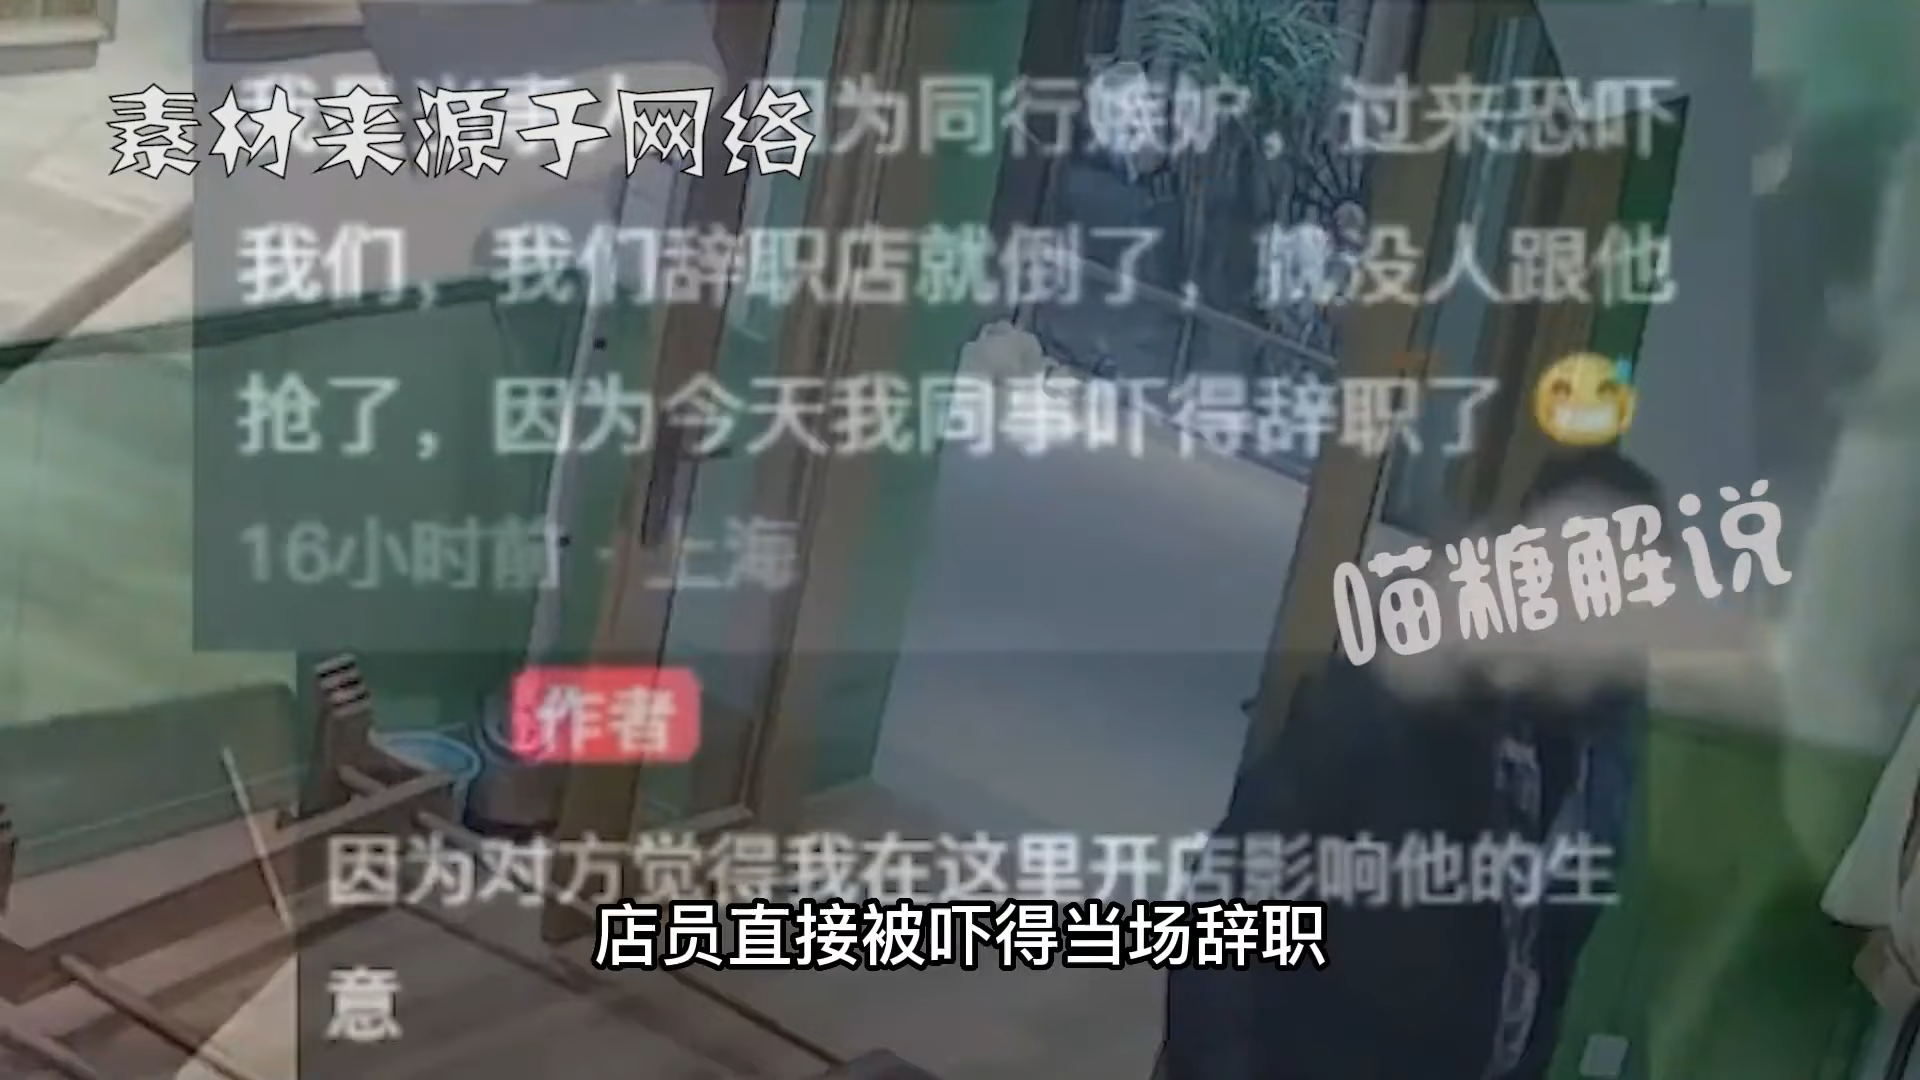 素材来源于网络
我是当事人，因为同行嫉妒，过来恐吓
我们，我们辞职店就倒了，就没人跟他
抢了，因为今天我同事吓得辞职了😅
16小时前 · 上海
喵糖解说
作者
因为对方觉得我在这里开店影响他的生
店员直接被吓得当场辞职
意